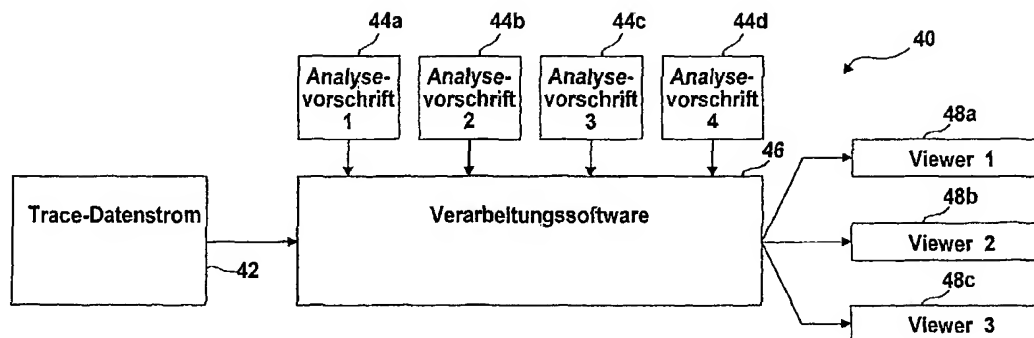 44a
44b
44c
44d
40
Analyse-
vorschrift
1
Analyse-
vorschrift
2
Analyse-
vorschrift
3
Analyse-
vorschrift
4
48a
Viewer 1
46
Trace-Datenstrom
Verarbeitungssoftware
48b
Viewer 2
42
48c
Viewer 3